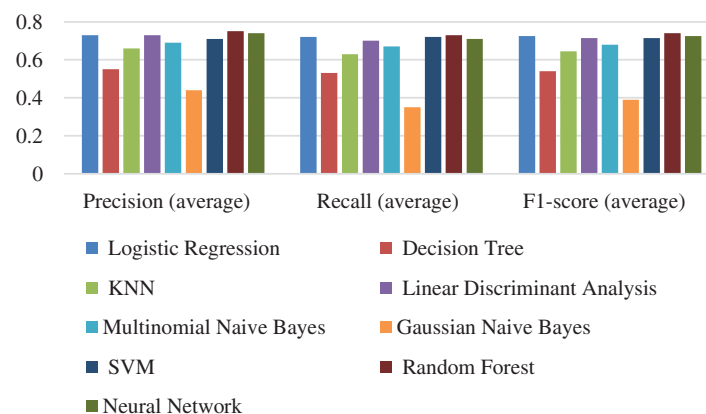 0.8
0.6
0.4
0.2
0
Precision (average) Recall (average) F1-score (average)
Logistic Regression Decision Tree
KNN Linear Discriminant Analysis
Multinomial Naive Bayes Gaussian Naive Bayes
SVM Random Forest
Neural Network